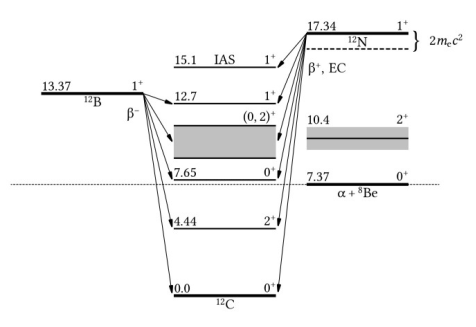 17.34 1⁺
¹²N
2mₑc²
15.1 IAS 1⁺
β⁺, EC
13.37 1⁺
¹²B
12.7 1⁺
β⁻
(0, 2)⁺
10.4 2⁺
7.65 0⁺
7.37 0⁺
α + ⁸Be
4.44 2⁺
0.0 0⁺
¹²C